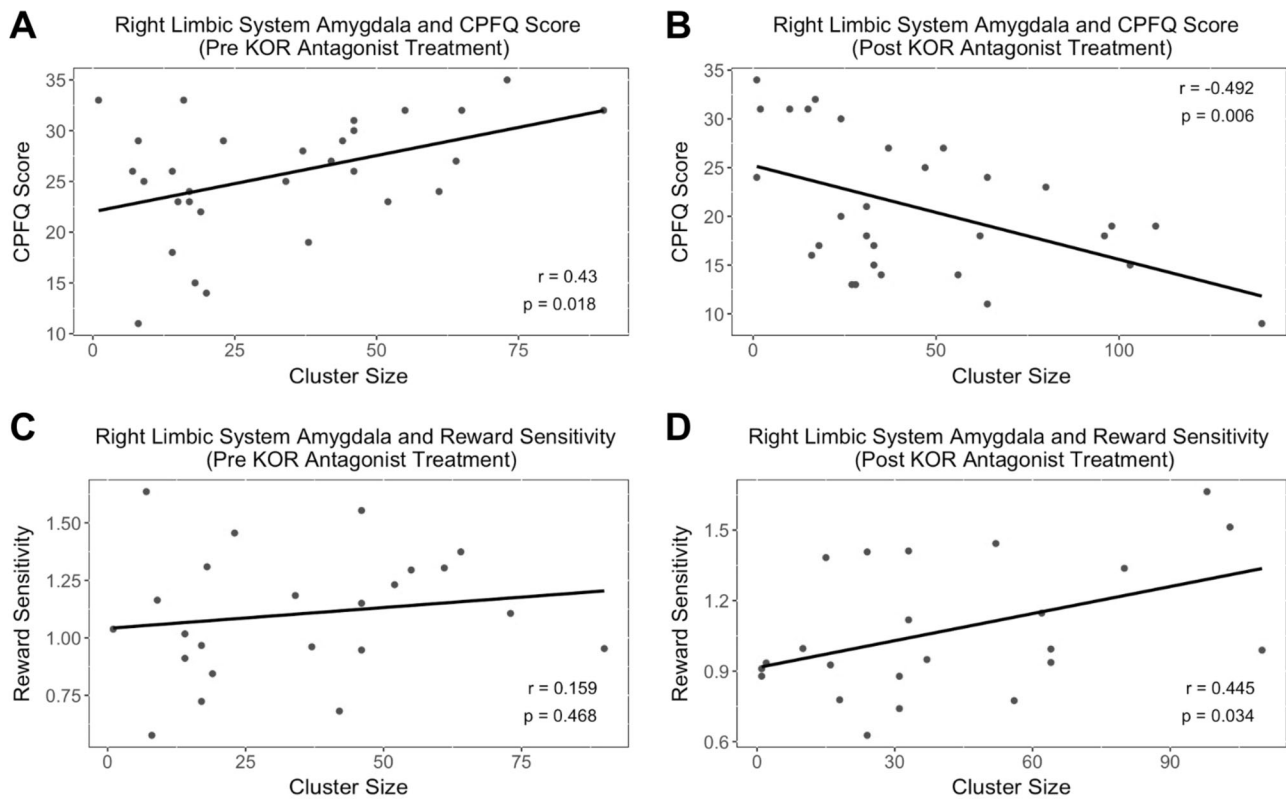 A
Right Limbic System Amygdala and CPFQ Score
(Pre KOR Antagonist Treatment)
CPFQ Score
35
30
25
20
15
10
r = 0.43
p = 0.018
0
25
50
75
Cluster Size
B
Right Limbic System Amygdala and CPFQ Score
(Post KOR Antagonist Treatment)
CPFQ Score
35
30
25
20
15
10
r = -0.492
p = 0.006
0
50
100
Cluster Size
C
Right Limbic System Amygdala and Reward Sensitivity
(Pre KOR Antagonist Treatment)
Reward Sensitivity
1.50
1.25
1.00
0.75
r = 0.159
p = 0.468
0
25
50
75
Cluster Size
D
Right Limbic System Amygdala and Reward Sensitivity
(Post KOR Antagonist Treatment)
Reward Sensitivity
1.5
1.2
0.9
0.6
r = 0.445
p = 0.034
0
30
60
90
Cluster Size